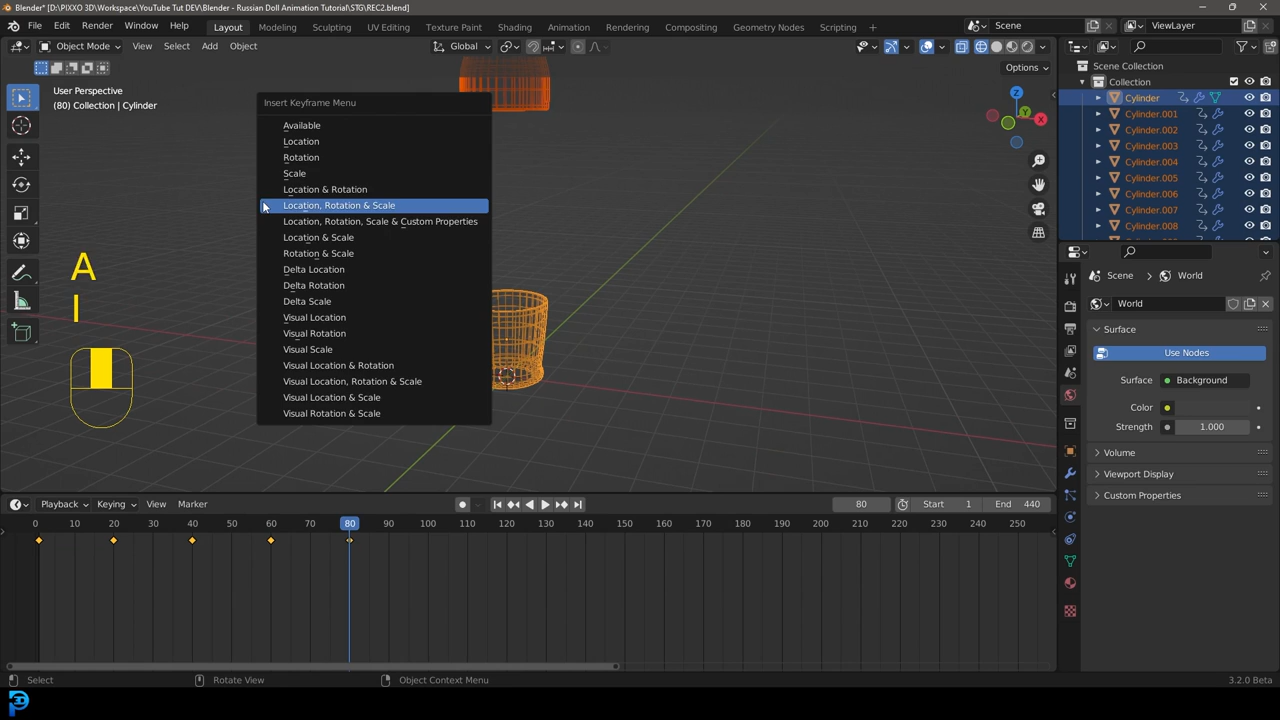 Blender* [D:\PIXXO 3D\Workspace\YouTube Tut DEV\Blender - Russian Doll Animation Tutorial\STG\REC2.blend]
File Edit Render Window Help Layout Modeling Sculpting UV Editing Texture Paint Shading Animation Rendering Compositing Geometry Nodes Scripting Scene ViewLayer
Object Mode View Select Add Object Global
Options
User Perspective
(80) Collection | Cylinder
Insert Keyframe Menu
Available
Location
Rotation
Scale
Location & Rotation
Location, Rotation & Scale
Location, Rotation, Scale & Custom Properties
Location & Scale
Rotation & Scale
Delta Location
Delta Rotation
Delta Scale
Visual Location
Visual Rotation
Visual Scale
Visual Location & Rotation
Visual Location, Rotation & Scale
Visual Location & Scale
Visual Rotation & Scale
A
I
Z
Y
X
Scene Collection
Collection
Cylinder
Cylinder.001
Cylinder.002
Cylinder.003
Cylinder.004
Cylinder.005
Cylinder.006
Cylinder.007
Cylinder.008
Scene World
World
Surface
Use Nodes
Surface Background
Color
Strength 1.000
Volume
Viewport Display
Custom Properties
Playback Keying View Marker 80 Start 1 End 440
0 10 20 30 40 50 60 70 80 90 100 110 120 130 140 150 160 170 180 190 200 210 220 230 240 250
Select Rotate View Object Context Menu 3.2.0 Beta